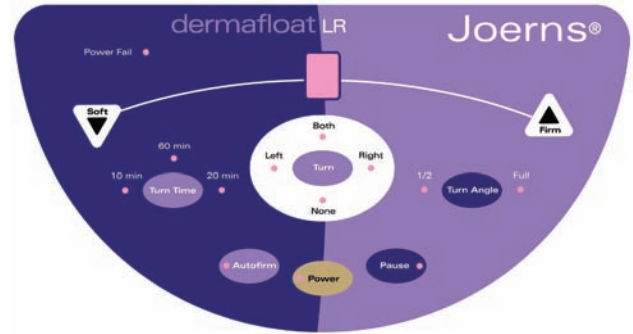 dermafloat LR
Joerns®
Power Fail
Soft
Firm
Both
Left
Turn
Right
None
60 min
10 min
Turn Time
20 min
1/2
Turn Angle
Full
Autofirm
Power
Pause